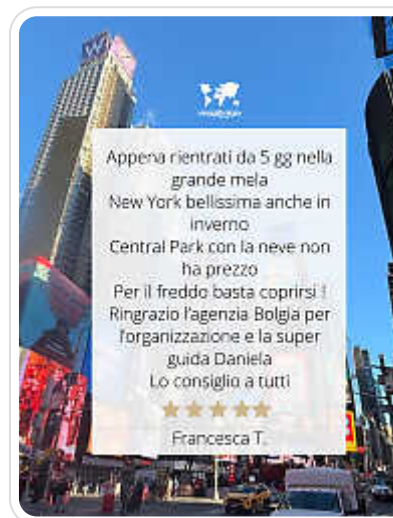 Appena rientrati da 5 gg nella
grande mela
New York bellissima anche in
inverno
Central Park con la neve non
ha prezzo
Per il freddo basta coprirsi !
Ringrazio l'agenzia Bolgia per
l'organizzazione e la super
guida Daniela
Lo consiglio a tutti
Francesca T.